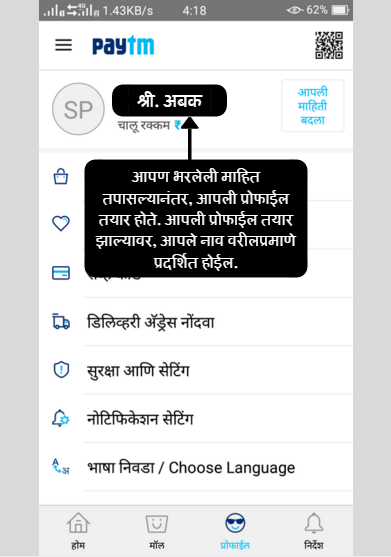 1.43KB/s 4G 4:18 62%
paytm
SP
श्री. अबक
चालू रक्कम ₹
आपली
माहिती
बदला
आपण भरलेली माहित
तपासल्यानंतर, आपली प्रोफाईल
तयार होते. आपली प्रोफाईल तयार
झाल्यावर, आपले नाव वरीलप्रमाणे
प्रदर्शित होईल.
डिलिव्हरी ॲड्रेस नोंदवा
सुरक्षा आणि सेटिंग
नोटिफिकेशन सेटिंग
भाषा निवडा / Choose Language
होम मॉल प्रोफाईल निर्देश